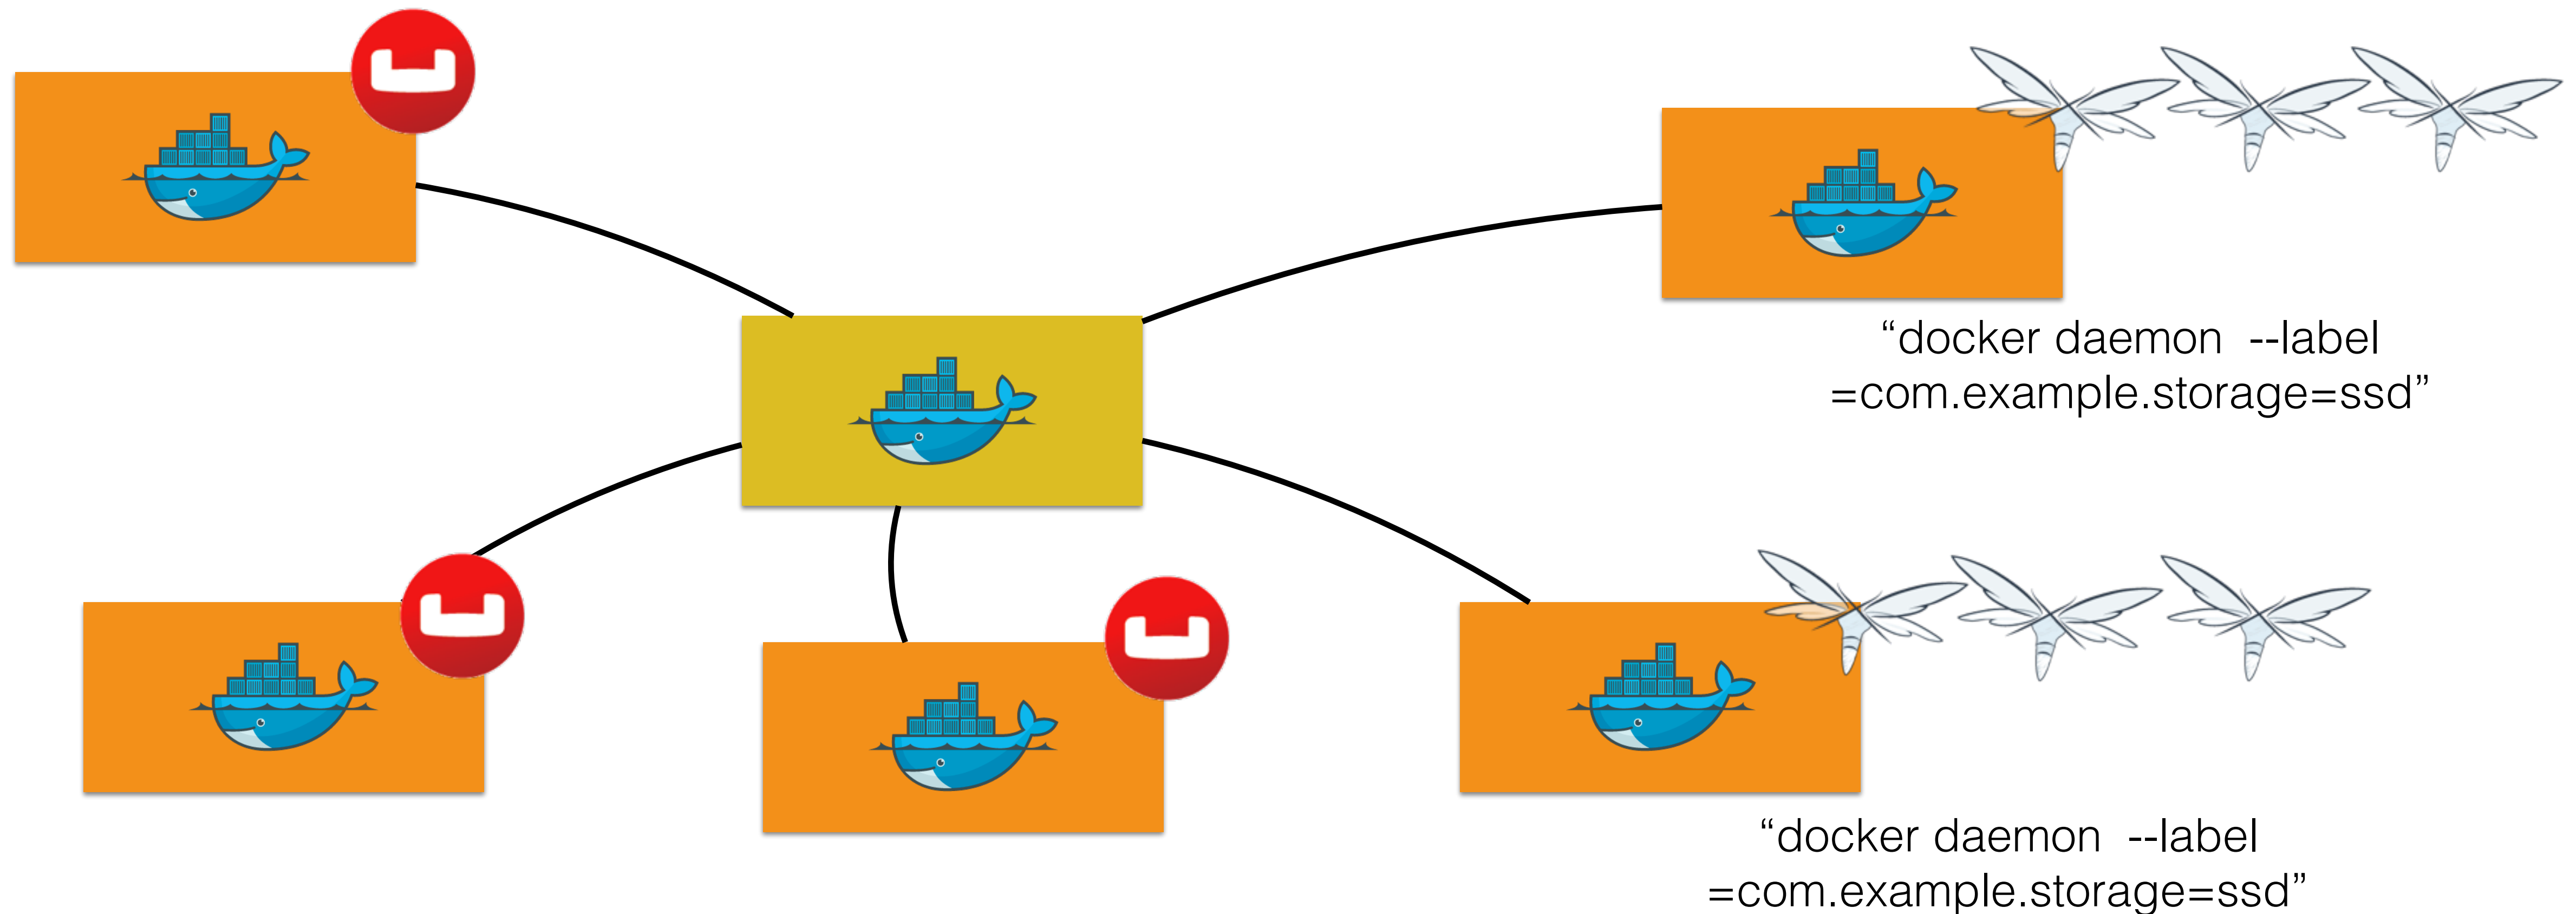 “docker daemon  --label
=com.example.storage=ssd”
“docker daemon  --label
=com.example.storage=ssd”